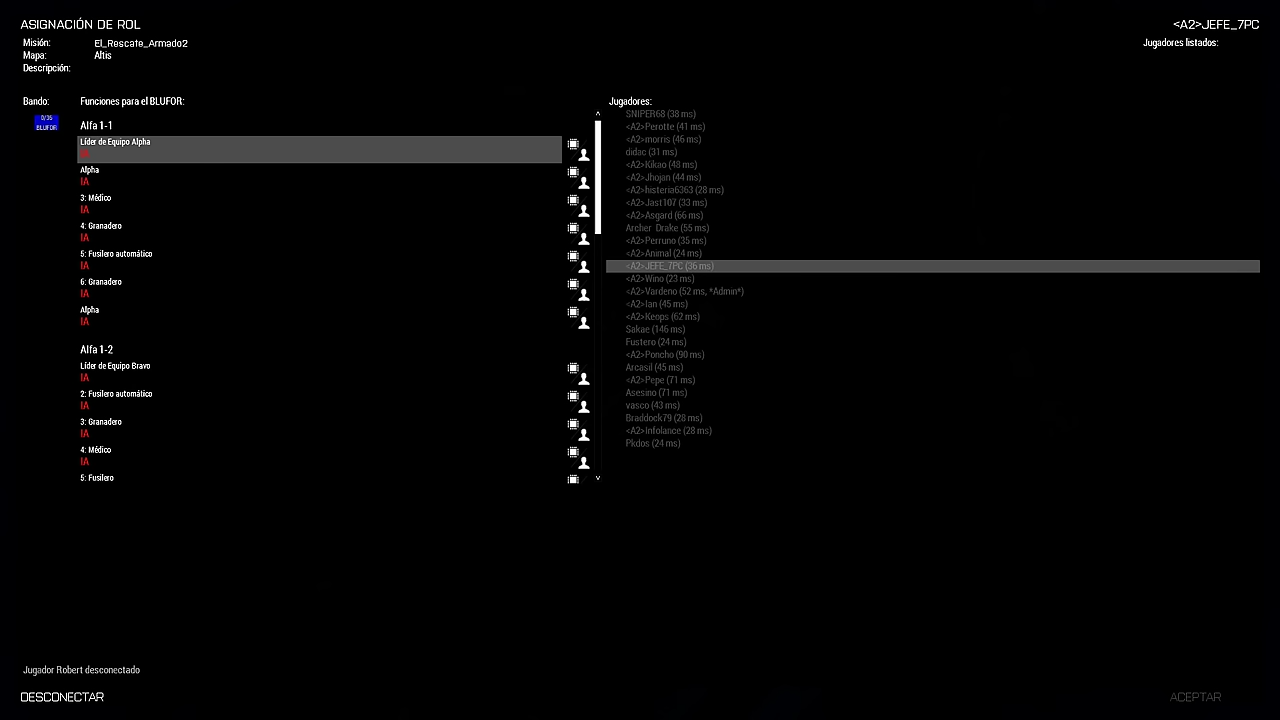 ASIGNACIÓN DE ROL
<A2>JEFE_7PC
Misión: El_Rescate_Armado2
Jugadores listados:
Mapa: Altis
Descripción:
Bando:
Funciones para el BLUFOR:
Jugadores:
0/36
BLUFOR
Alfa 1-1
Líder de Equipo Alpha
IA
Alpha
IA
3: Médico
IA
4: Granadero
IA
5: Fusilero automático
IA
6: Granadero
IA
Alpha
IA
Alfa 1-2
Líder de Equipo Bravo
IA
2: Fusilero automático
IA
3: Granadero
IA
4: Médico
IA
5: Fusilero
SNIPER68 (38 ms)
<A2>Perotte (41 ms)
<A2>morris (46 ms)
didac (31 ms)
<A2>Kikao (48 ms)
<A2>Jhojan (44 ms)
<A2>histeria6363 (28 ms)
<A2>Jast107 (33 ms)
<A2>Asgard (66 ms)
Archer Drake (55 ms)
<A2>Perruno (35 ms)
<A2>Animal (24 ms)
<A2>JEFE_7PC (36 ms)
<A2>Wino (23 ms)
<A2>Vardeno (52 ms, *Admin*)
<A2>Ian (45 ms)
<A2>Keops (62 ms)
Sakae (146 ms)
Fustero (24 ms)
<A2>Poncho (90 ms)
Arcasil (45 ms)
<A2>Pepe (71 ms)
Asesino (71 ms)
vasco (43 ms)
Braddock79 (28 ms)
<A2>Infolance (28 ms)
Pkdos (24 ms)
Jugador Robert desconectado
DESCONECTAR
ACEPTAR